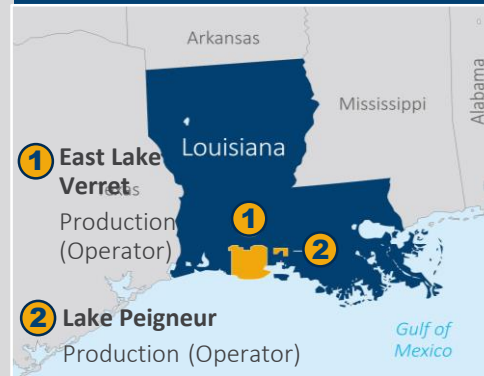 Arkansas
Alabama
Mississippi
Louisiana
1 East Lake
Verret
Texas
Production
(Operator)
1
2
2 Lake Peigneur
Production (Operator)
Gulf of
Mexico